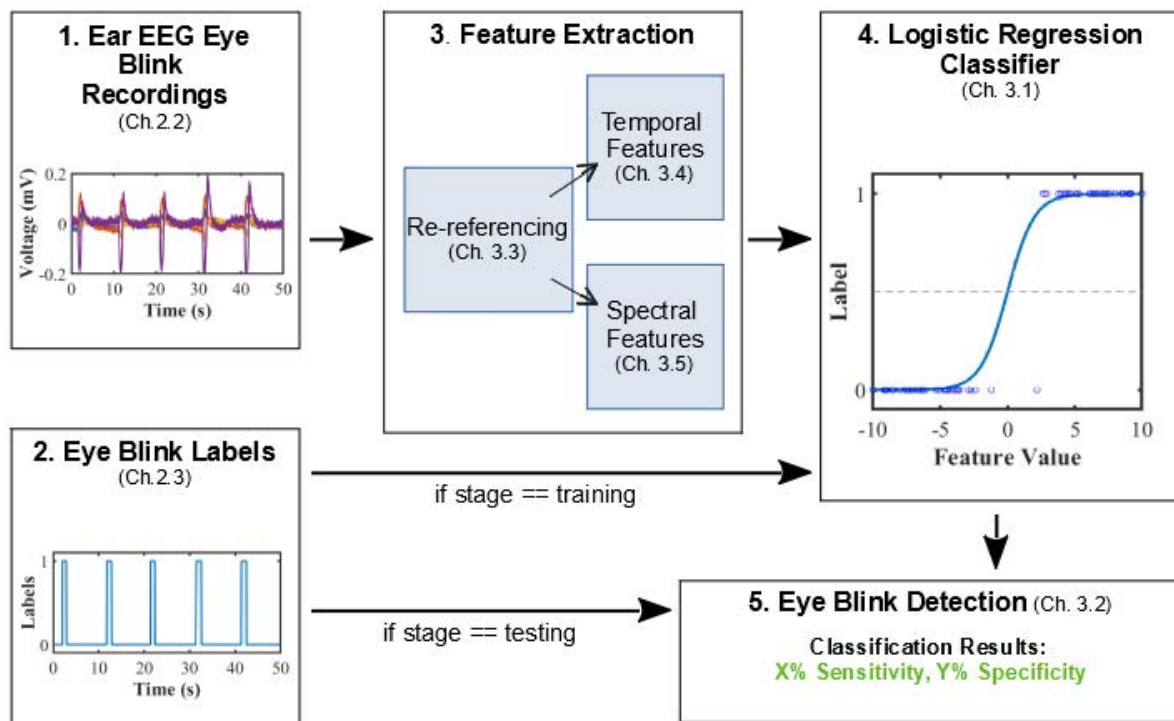 1. Ear EEG Eye
Blink
Recordings
(Ch.2.2)
Voltage (mV)
0.2
0
-0.2
0 10 20 30 40 50
Time (s)
3. Feature Extraction
Temporal
Features
(Ch. 3.4)
Re-referencing
(Ch. 3.3)
Spectral
Features
(Ch. 3.5)
4. Logistic Regression
Classifier
(Ch. 3.1)
Label
1
0
-10 -5 0 5 10
Feature Value
2. Eye Blink Labels
(Ch.2.3)
Labels
1
0
0 10 20 30 40 50
Time (s)
if stage == training
if stage == testing
5. Eye Blink Detection (Ch. 3.2)
Classification Results:
X% Sensitivity, Y% Specificity